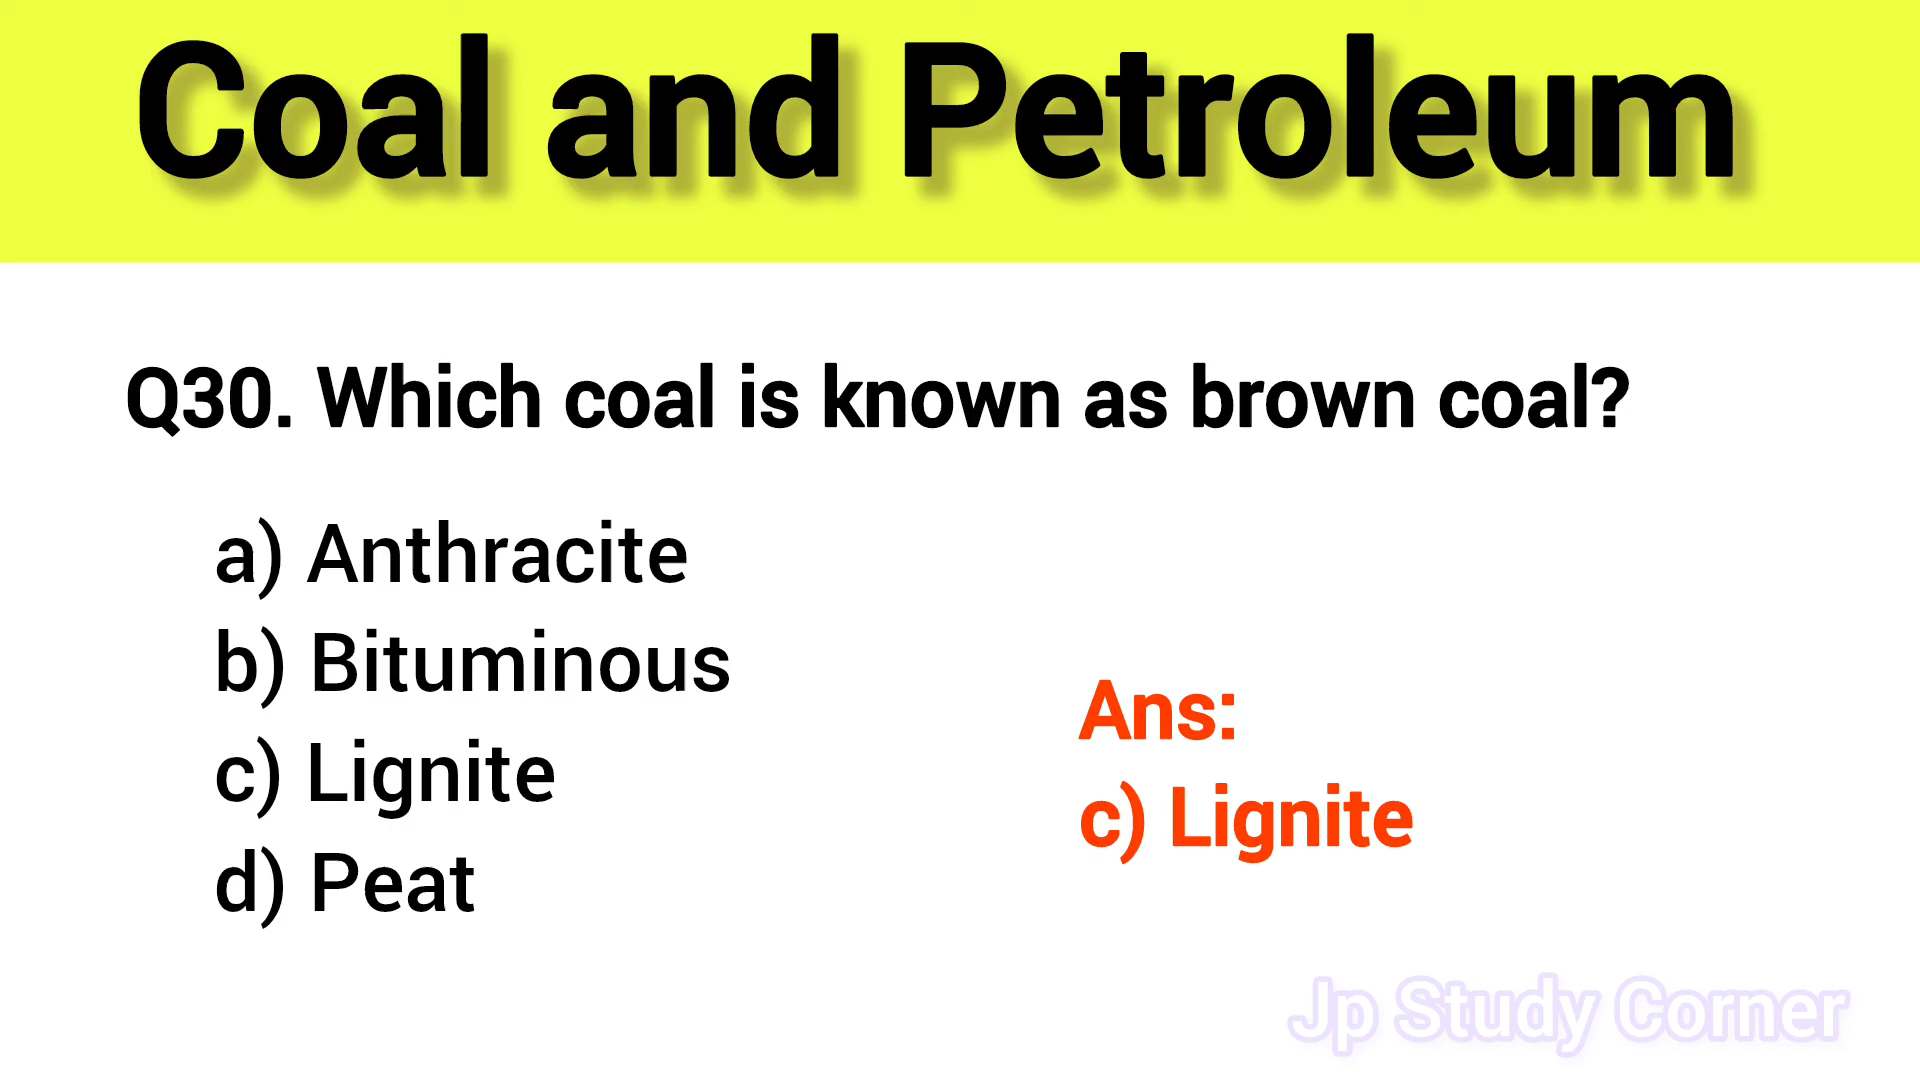 Coal and Petroleum
Q30. Which coal is known as brown coal?
a) Anthracite
b) Bituminous
c) Lignite
d) Peat
Ans:
c) Lignite
Jp Study Corner